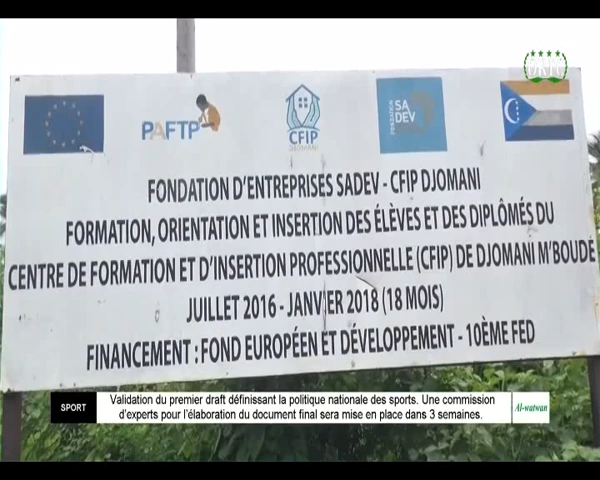 ORTC
PAFTP
CFIP
DJOMANI
FONDATION
SA
DEV
FONDATION D'ENTREPRISES SADEV - CFIP DJOMANI
FORMATION, ORIENTATION ET INSERTION DES ÉLÈVES ET DES DIPLÔMÉS DU
CENTRE DE FORMATION ET D'INSERTION PROFESSIONNELLE (CFIP) DE DJOMANI M'BOUDÉ
JUILLET 2016 - JANVIER 2018 (18 MOIS)
FINANCEMENT : FOND EUROPÉEN ET DÉVELOPPEMENT - 10ÈME FED
SPORT
Validation du premier draft définissant la politique nationale des sports. Une commission
d'experts pour l'élaboration du document final sera mise en place dans 3 semaines.
Al-watwan